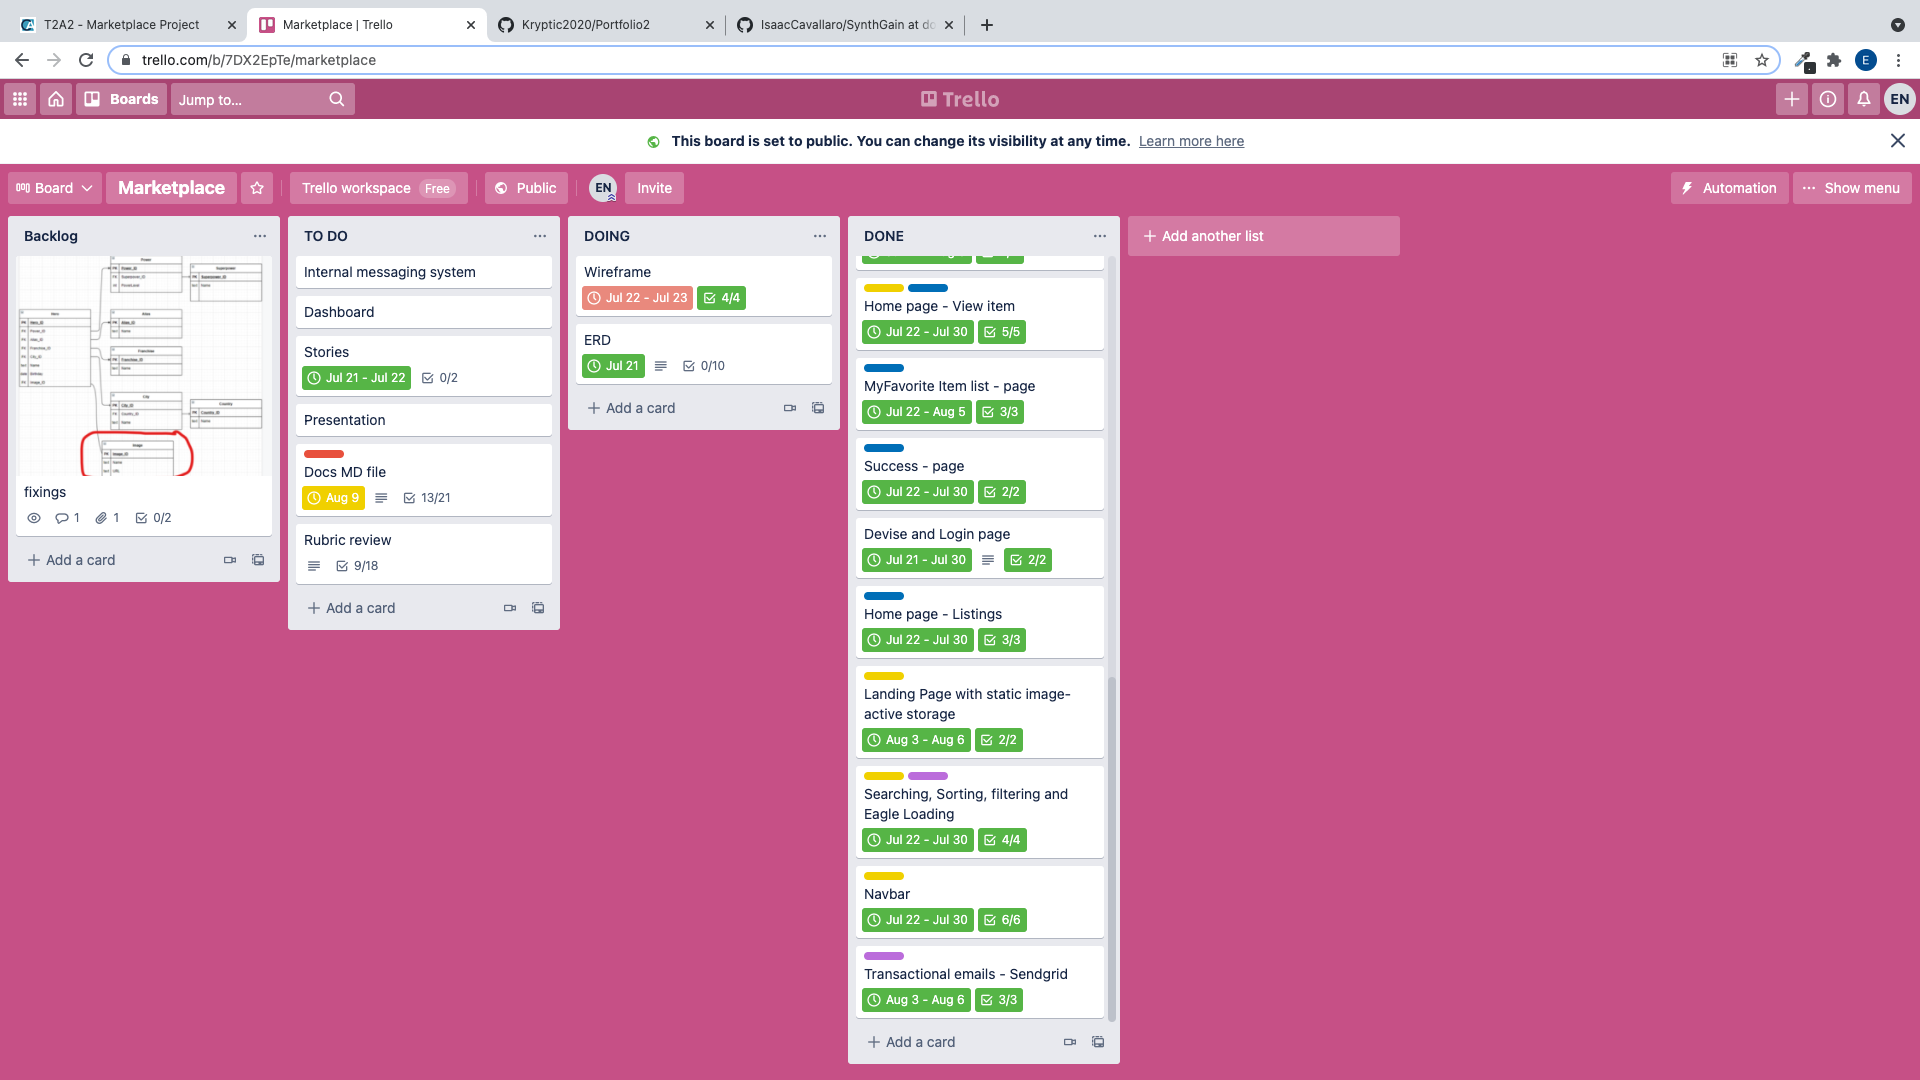 T2A2 - Marketplace Project
Marketplace | Trello
Kryptic2020/Portfolio2
IsaacCavallaro/SynthGain at do
trello.com/b/7DX2EpTe/marketplace
E
Boards
Jump to...
Trello
EN
This board is set to public. You can change its visibility at any time. Learn more here
Board
Marketplace
Trello workspace Free
Public
EN
Invite
Automation
Show menu
Backlog
fixings
1
1
0/2
Add a card
TO DO
Internal messaging system
Dashboard
Stories
Jul 21 - Jul 22
0/2
Presentation
Docs MD file
Aug 9
13/21
Rubric review
9/18
Add a card
DOING
Wireframe
Jul 22 - Jul 23
4/4
ERD
Jul 21
0/10
Add a card
DONE
Home page - View item
Jul 22 - Jul 30
5/5
MyFavorite Item list - page
Jul 22 - Aug 5
3/3
Success - page
Jul 22 - Jul 30
2/2
Devise and Login page
Jul 21 - Jul 30
2/2
Home page - Listings
Jul 22 - Jul 30
3/3
Landing Page with static image-
active storage
Aug 3 - Aug 6
2/2
Searching, Sorting, filtering and
Eagle Loading
Jul 22 - Jul 30
4/4
Navbar
Jul 22 - Jul 30
6/6
Transactional emails - Sendgrid
Aug 3 - Aug 6
3/3
Add a card
Add another list